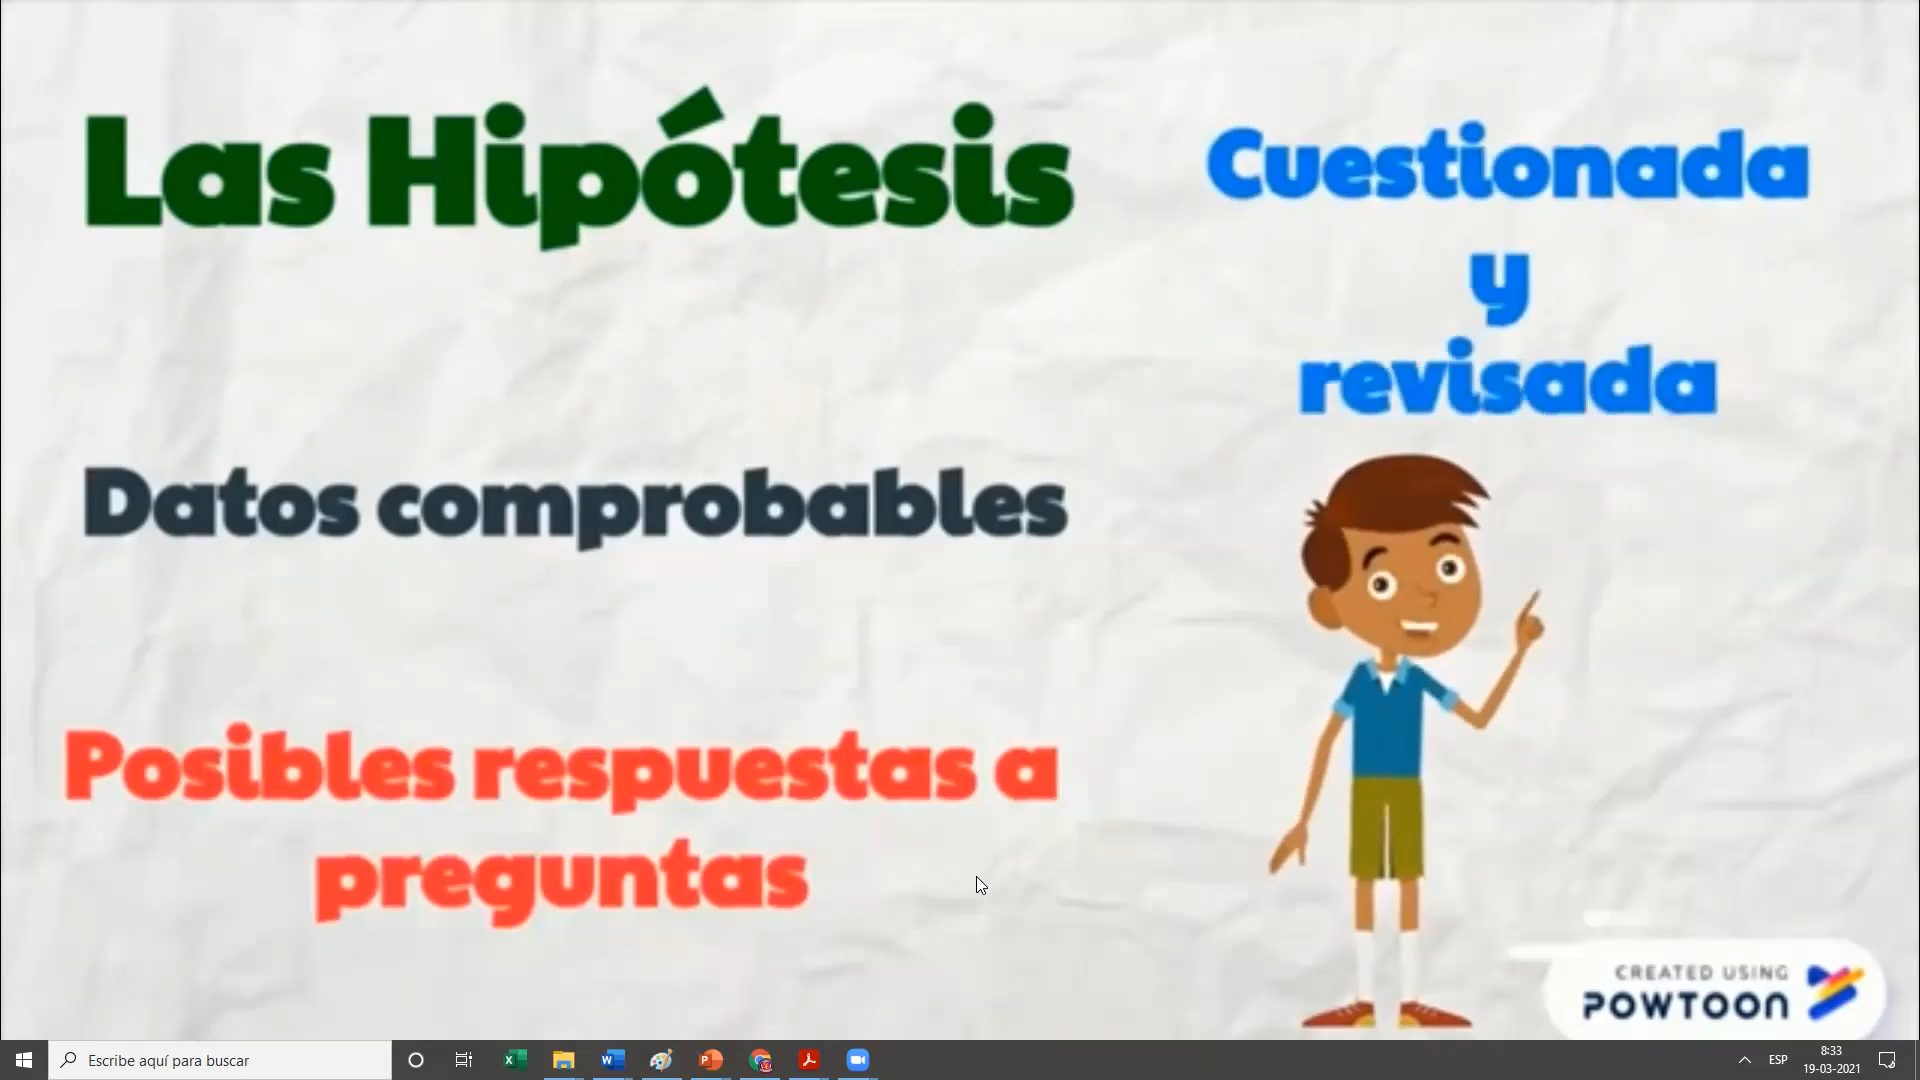 Las Hipótesis
Cuestionada
y
revisada
Datos comprobables
Posibles respuestas a
preguntas
CREATED USING
POWTOON
Escribe aquí para buscar
ESP
8:33
19-03-2021